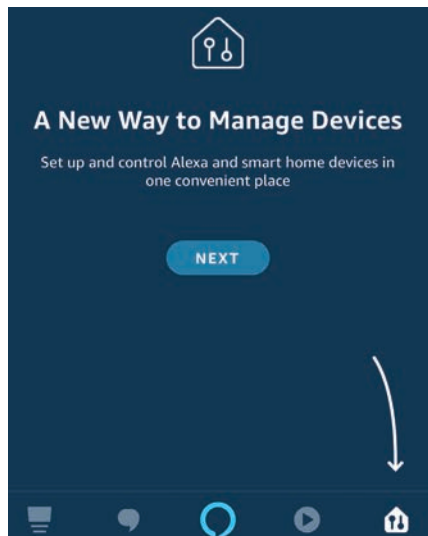 A New Way to Manage Devices
Set up and control Alexa and smart home devices in
one convenient place
NEXT